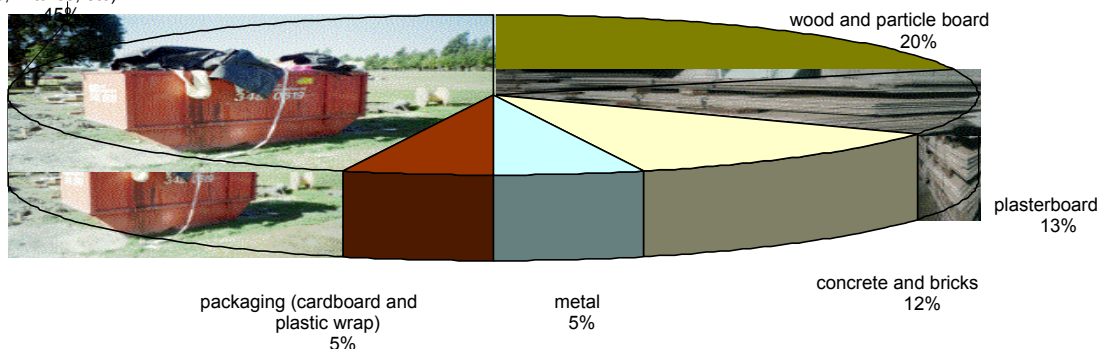 45%
wood and particle board
20%
plasterboard
13%
concrete and bricks
12%
metal
5%
packaging (cardboard and
plastic wrap)
5%